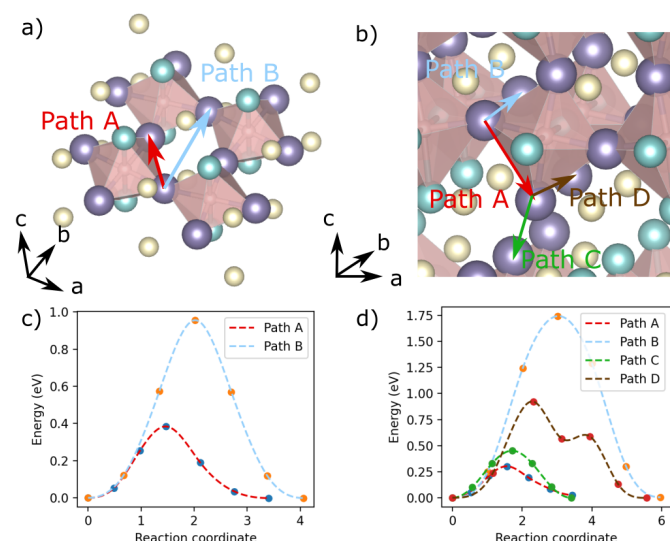 a)
Path B
Path A
c
b
a
b)
Path B
Path A
Path D
Path C
c
b
a
c)
1.0
0.8
0.6
0.4
0.2
0.0
Energy (eV)
Path A
Path B
0
1
2
3
4
Reaction coordinate
d)
1.75
1.50
1.25
1.00
0.75
0.50
0.25
0.00
Energy (eV)
Path A
Path B
Path C
Path D
0
2
4
6
Reaction coordinate